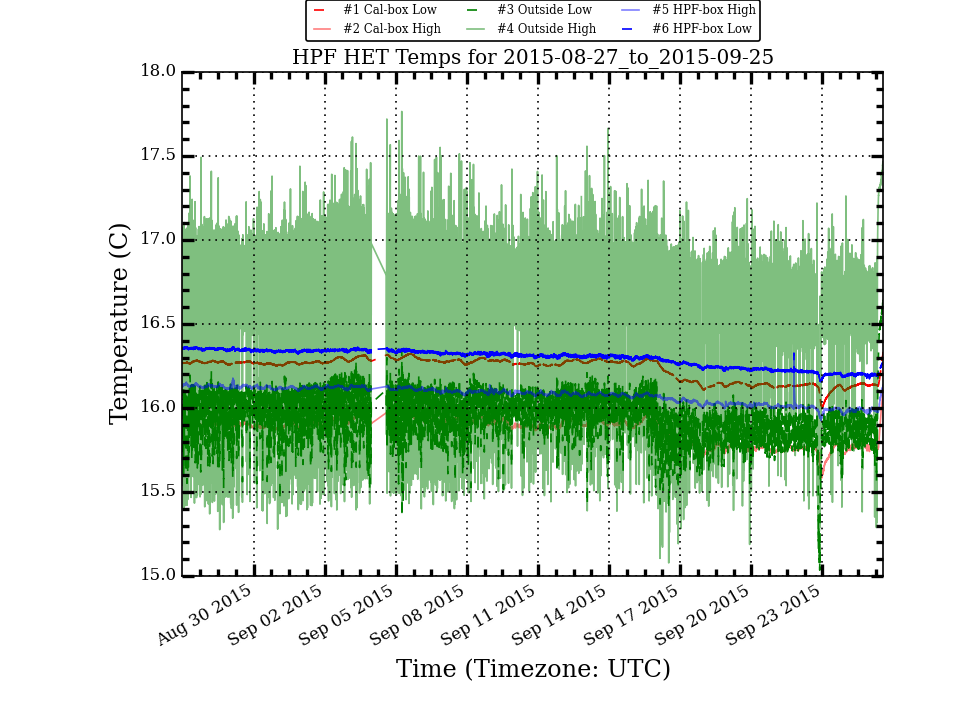 #1 Cal-box Low #3 Outside Low #5 HPF-box High
#2 Cal-box High #4 Outside High #6 HPF-box Low
HPF HET Temps for 2015-08-27_to_2015-09-25
18.0
17.5
17.0
16.5
16.0
15.5
15.0
Temperature (C)
Aug 30 2015
Sep 02 2015
Sep 05 2015
Sep 08 2015
Sep 11 2015
Sep 14 2015
Sep 17 2015
Sep 20 2015
Sep 23 2015
Time (Timezone: UTC)